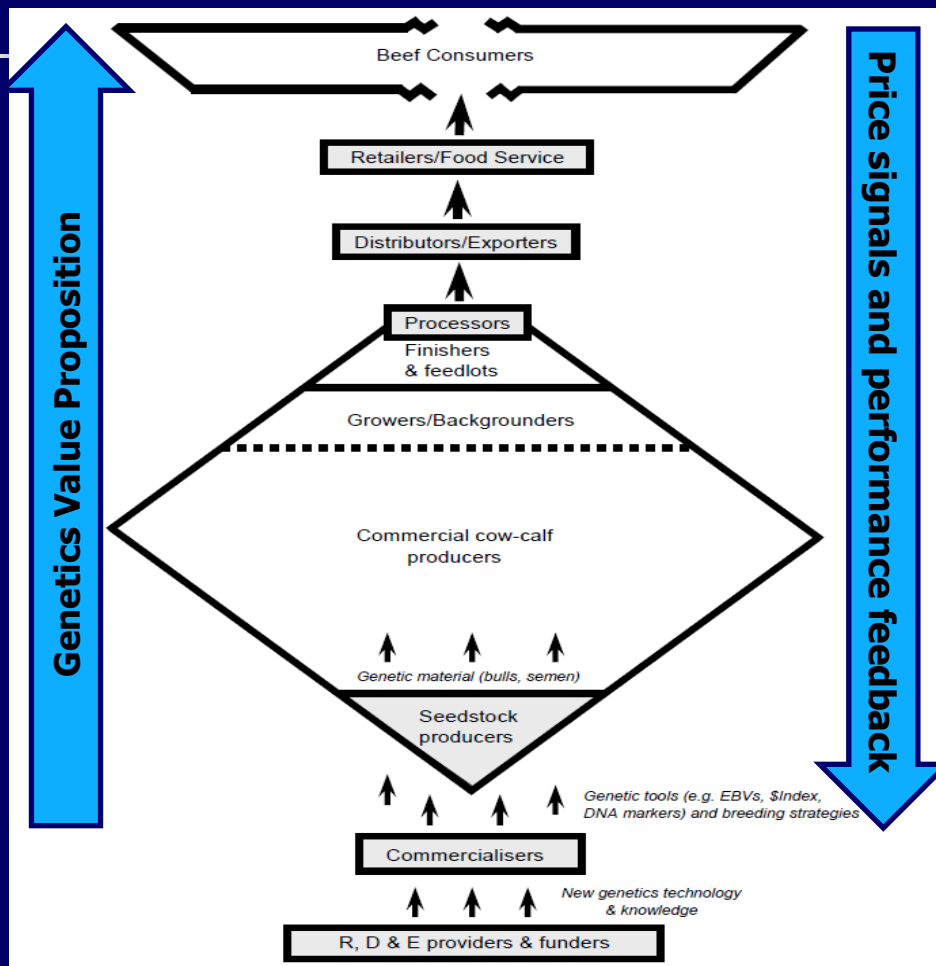 Beef Consumers
Retailers/Food Service
Distributors/Exporters
Processors
Finishers
& feedlots
Growers/Backgrounders
Commercial cow-calf
producers
Genetic material (bulls, semen)
Seedstock
producers
Genetic tools (e.g. EBVs, $Index,
DNA markers) and breeding strategies
Commercialisers
New genetics technology
& knowledge
R, D & E providers & funders
Genetics Value Proposition
Price signals and performance feedback